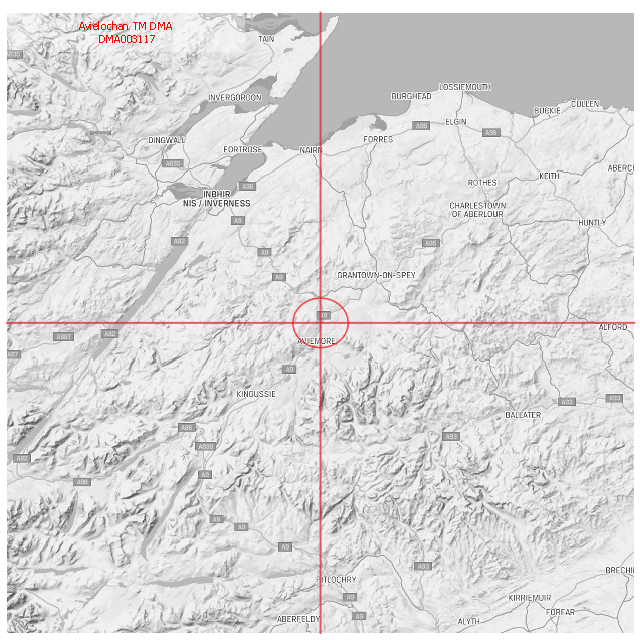 Avielochan TM DMA
DMA003117
TAIN
INVERGORDON
LOSSIEMOUTH
BURGHEAD
CULLEN
BUCKIE
ELGIN
A96
A96
DINGWALL
FORRES
FORTROSE
NAIRN
A835
KEITH
ABERC
ROTHES
A96
INBHIR
NIS / INVERNESS
CHARLESTOWN
OF ABERLOUR
A9
HUNTLY
A82
A95
A9
A9
GRANTOWN-ON-SPEY
A9
ALFORD
A887
A82
AVIEMORE
A87
A9
KINGUSSIE
A93
A93
BALLATER
A86
A93
A889
A82
A9
A86
A9
A9
A9
A93
BRECHI
PITLOCHRY
A9
KIRRIEMUIR
FORFAR
A9
ABERFELDY
ALYTH